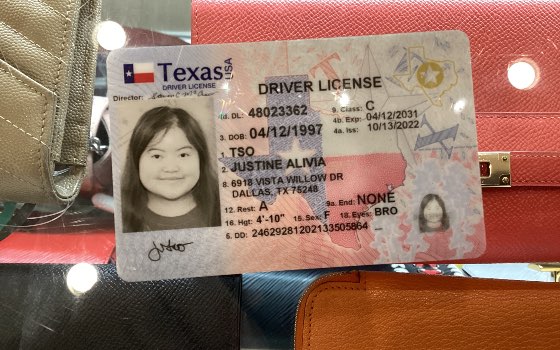 Texas USA
DRIVER LICENSE
Director:
DRIVER LICENSE
4d. DL: 48023362 9. Class: C
4b. Exp: 04/12/2031
3. DOB: 04/12/1997 4a. Iss: 10/13/2022
1. TSO
2. JUSTINE ALIVIA
8. 6918 VISTA WILLOW DR
DALLAS, TX 75248
12. Rest: A 9a. End: NONE
16. Hgt: 4'-10" 15. Sex: F 18. Eyes: BRO
5. DD: 24629281202133505864